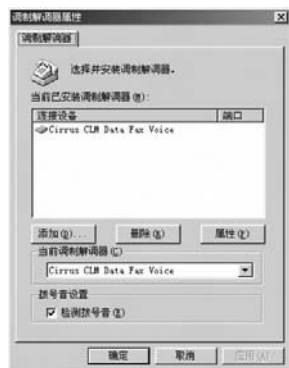 调制解调器属性
调制解调器
选择并安装调制解调器。
当前已安装调制解调器(M):
连接设备 端口
Cirrus CLM Data Fax Voice
添加(D)... 删除(R) 属性(P)
当前调制解调器(C)
Cirrus CLM Data Fax Voice
拨号音设置
检测拨号音(E)
确定 取消 应用(A)